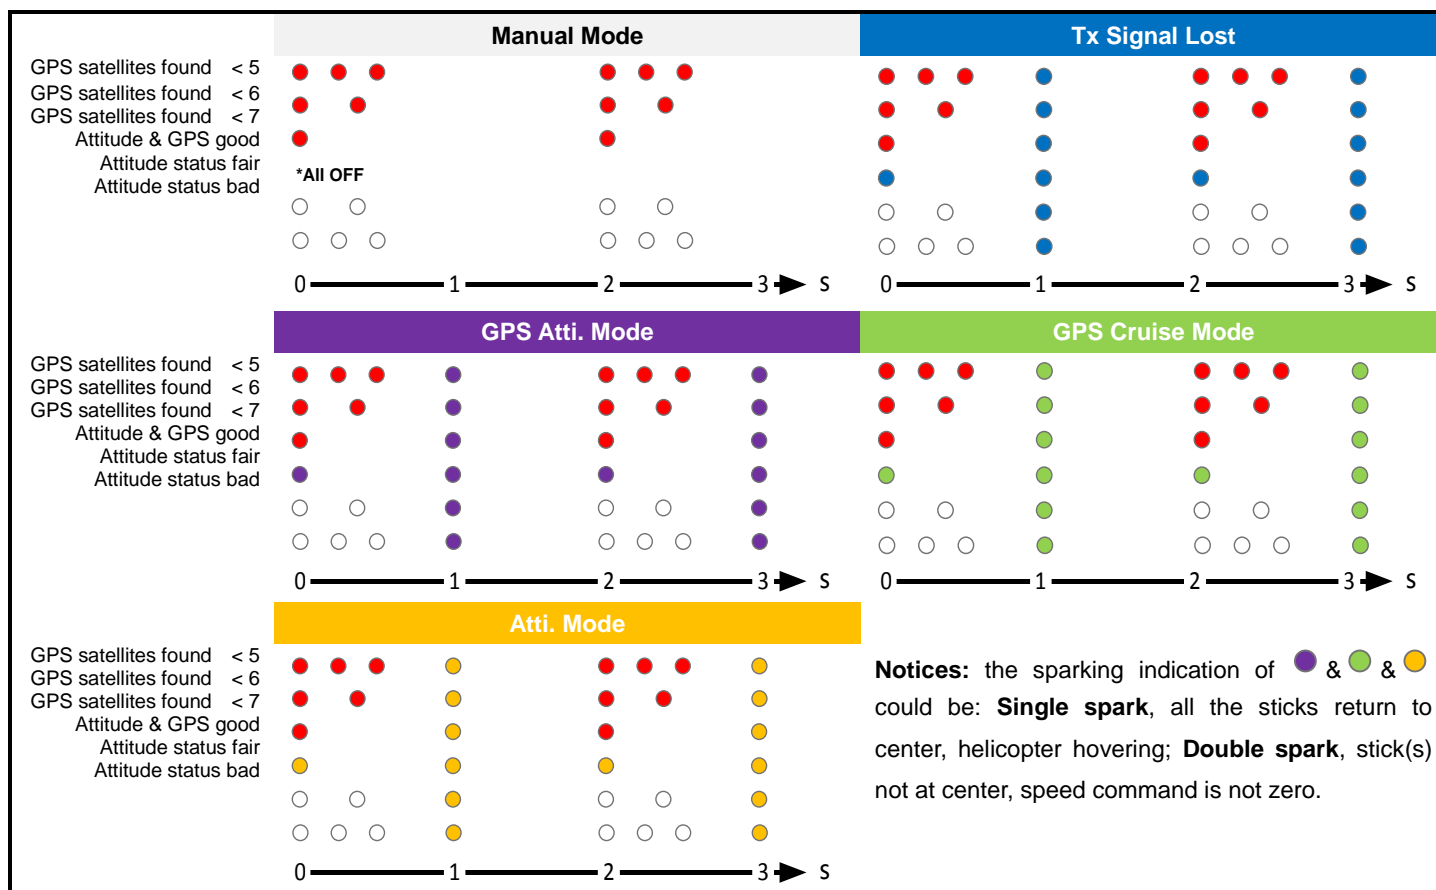 Manual Mode
Tx Signal Lost
GPS satellites found < 5
GPS satellites found < 6
GPS satellites found < 7
Attitude & GPS good
Attitude status fair
Attitude status bad
*All OFF
0 1 2 3 s
0 1 2 3 s
GPS Atti. Mode
GPS Cruise Mode
GPS satellites found < 5
GPS satellites found < 6
GPS satellites found < 7
Attitude & GPS good
Attitude status fair
Attitude status bad
0 1 2 3 s
0 1 2 3 s
Atti. Mode
GPS satellites found < 5
GPS satellites found < 6
GPS satellites found < 7
Attitude & GPS good
Attitude status fair
Attitude status bad
0 1 2 3 s
Notices: the sparking indication of & &
could be: Single spark, all the sticks return to
center, helicopter hovering; Double spark, stick(s)
not at center, speed command is not zero.